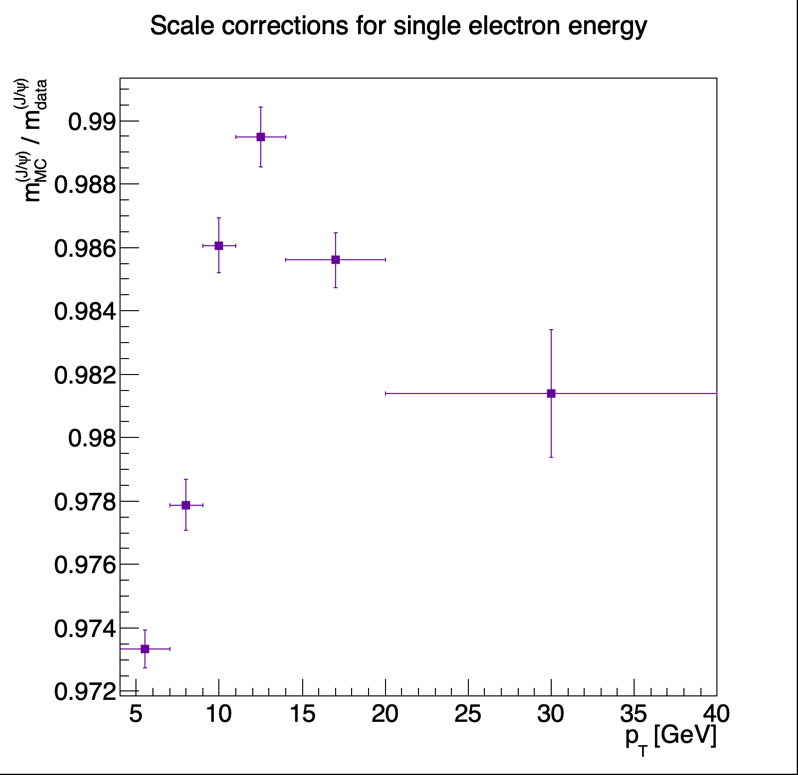 Scale corrections for single electron energy
m_MC^(J/ψ) / m_data^(J/ψ)
0.99
0.988
0.986
0.984
0.982
0.98
0.978
0.976
0.974
0.972
5 10 15 20 25 30 35 40
p_T [GeV]